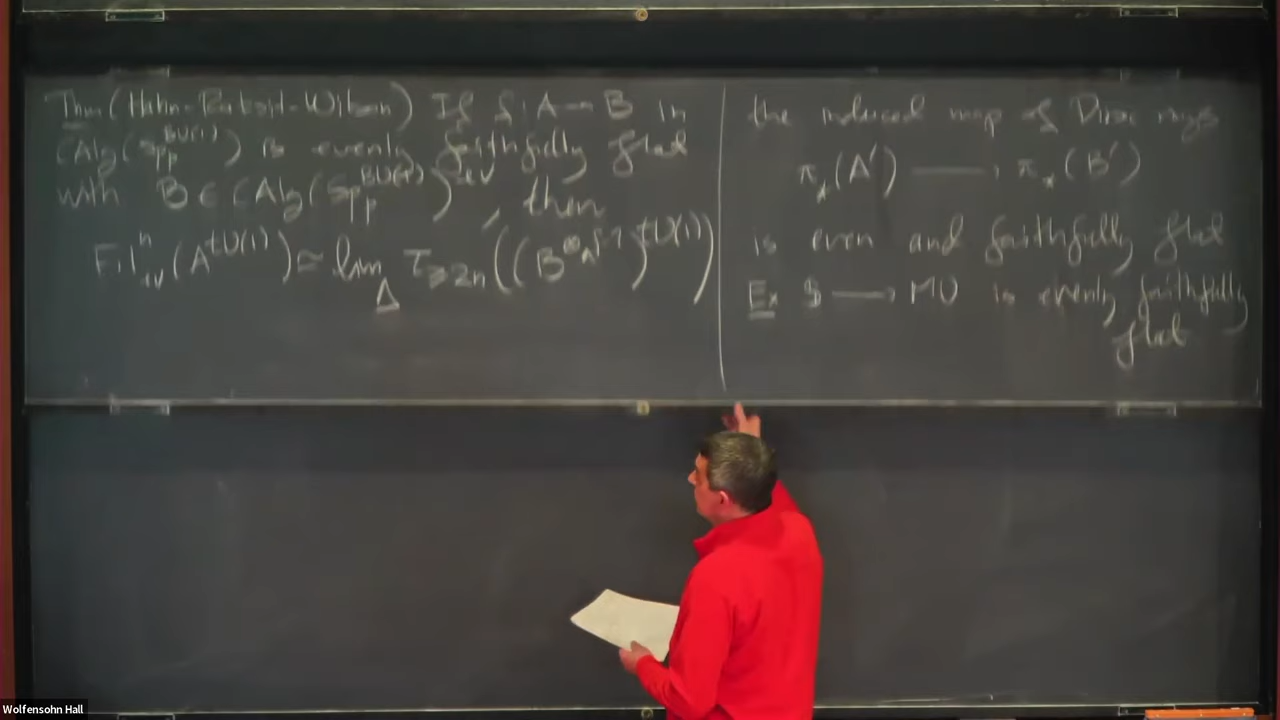 Thm (Hahn-Raksit-Wilson) If f: A → B in
CAlg(Sp_p^{BU(1)}) is evenly faithfully flat
with B ∈ CAlg(Sp_p^{BU(1)})^{ev}, then
Fil^n_{ev}(A^{tU(1)}) ≃ lim_Δ τ_{≥2n}((B^{⊗_A[-]})^{tU(1)})
the induced map of Dirac rings
π_*(A') → π_*(B')
is even and faithfully flat
Ex $ → MU is evenly faithfully
flat
Wolfensohn Hall